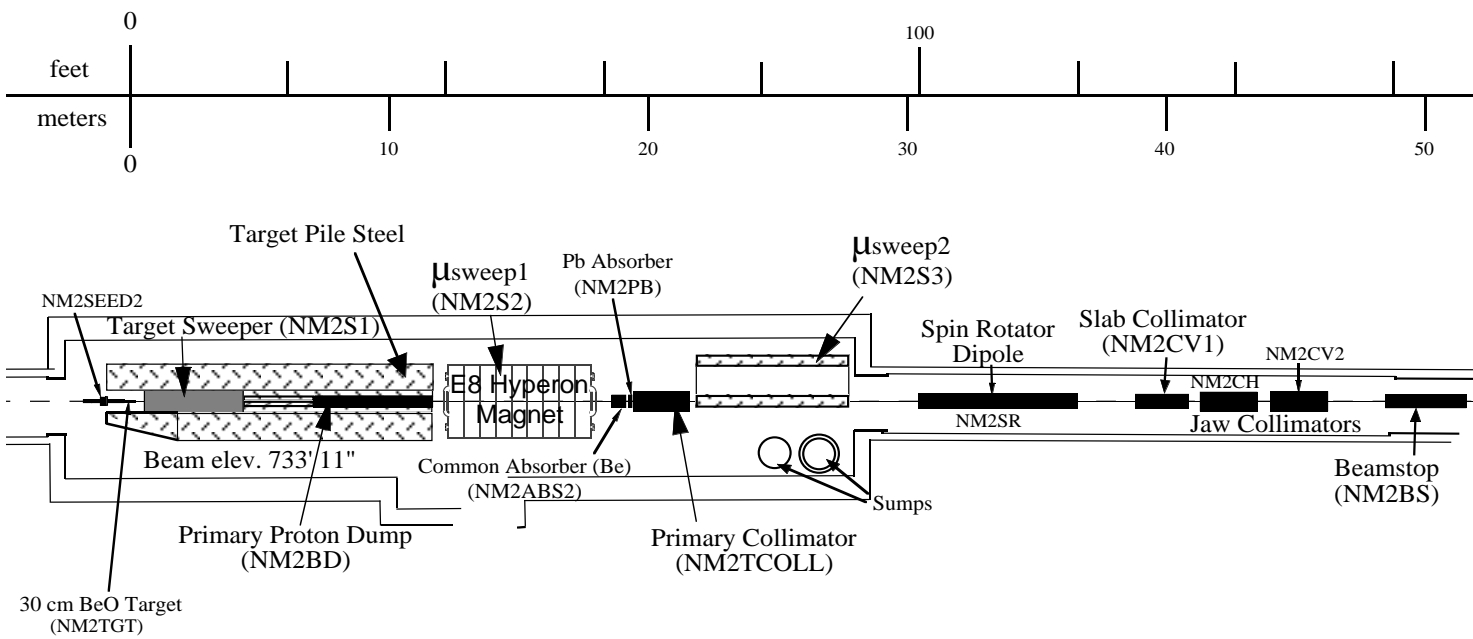 0
100
feet
meters
0
10
20
30
40
50
Target Pile Steel
μsweep1
(NM2S2)
Pb Absorber
(NM2PB)
μsweep2
(NM2S3)
NM2SEED2
Target Sweeper (NM2S1)
Spin Rotator
Dipole
Slab Collimator
(NM2CV1)
NM2CV2
NM2CH
E8 Hyperon
Magnet
NM2SR
Jaw Collimators
Beam elev. 733' 11"
Common Absorber (Be)
(NM2ABS2)
Sumps
Beamstop
(NM2BS)
Primary Proton Dump
(NM2BD)
Primary Collimator
(NM2TCOLL)
30 cm BeO Target
(NM2TGT)